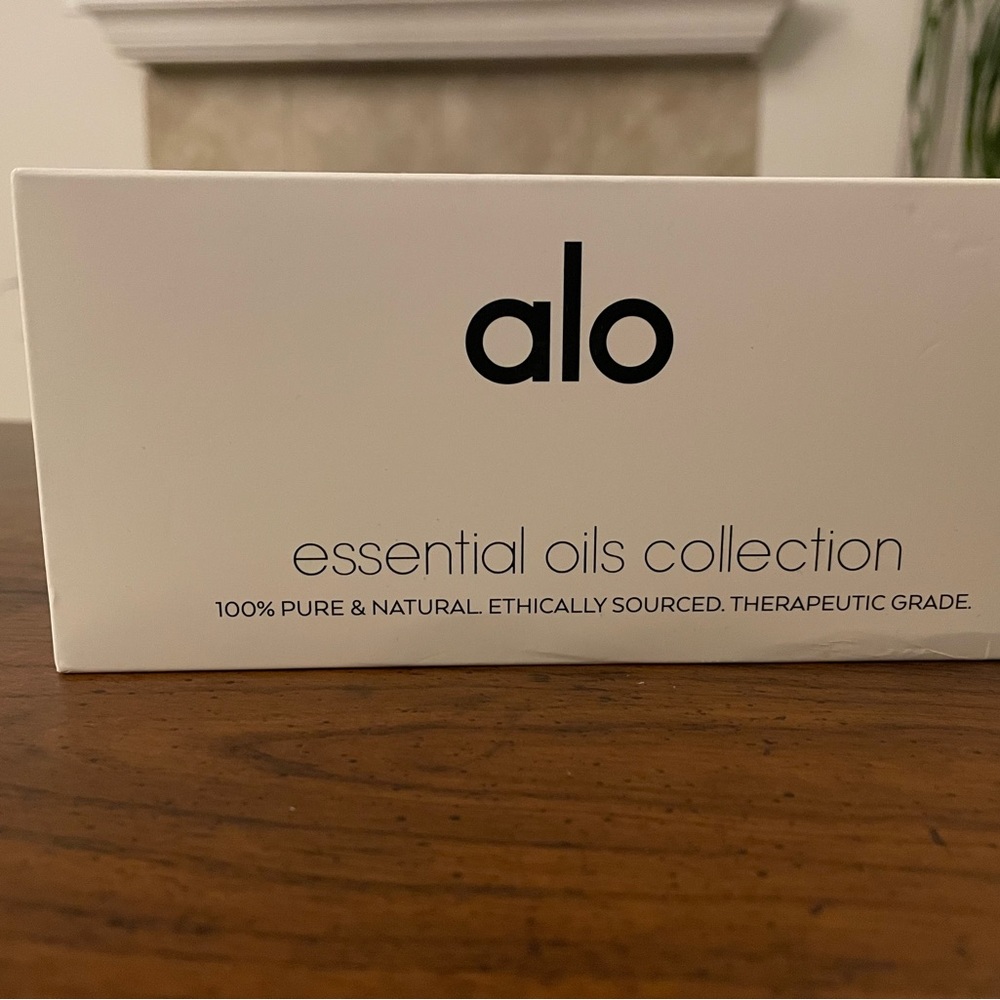 alo
essential oils collection
100% PURE & NATURAL. ETHICALLY SOURCED. THERAPEUTIC GRADE.